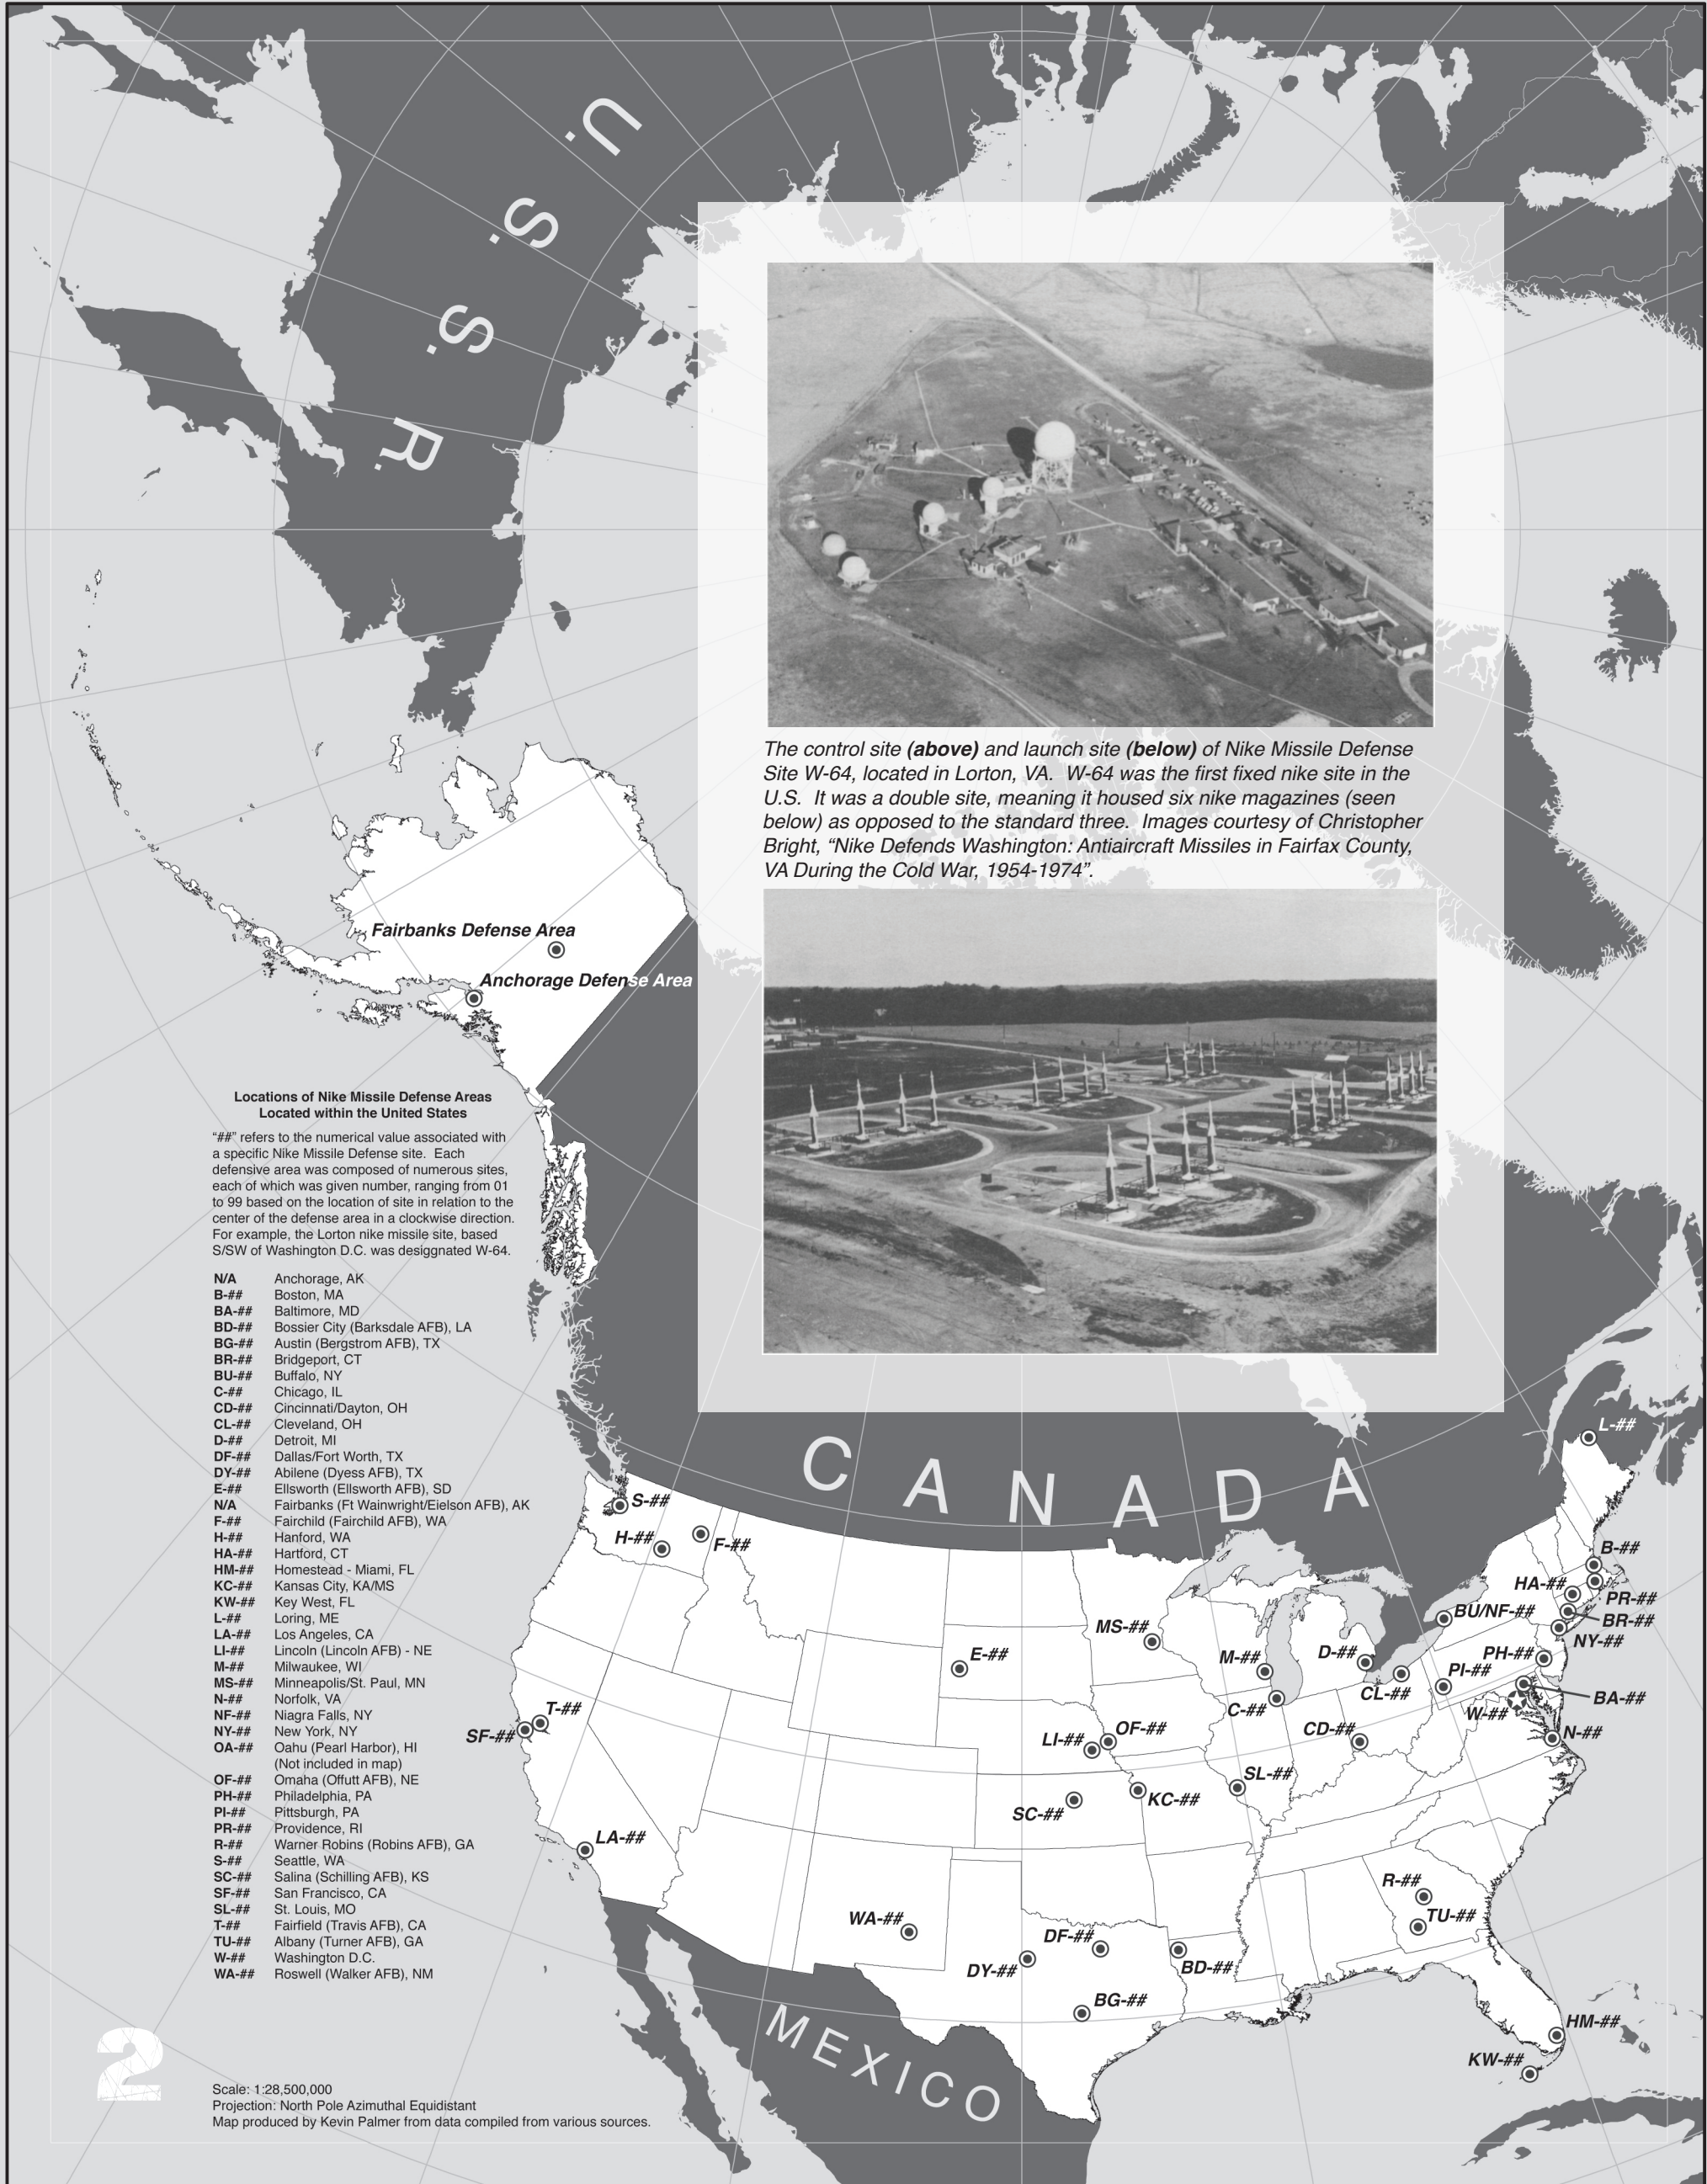 U.
S.
S.
R.
The control site (above) and launch site (below) of Nike Missile Defense
Site W-64, located in Lorton, VA.  W-64 was the first fixed nike site in the
U.S.  It was a double site, meaning it housed six nike magazines (seen
below) as opposed to the standard three.  Images courtesy of Christopher
Bright, “Nike Defends Washington: Antiaircraft Missiles in Fairfax County,
VA During the Cold War, 1954-1974”.
Fairbanks Defense Area
Anchorage Defense Area
Locations of Nike Missile Defense Areas
Located within the United States
“##” refers to the numerical value associated with
a specific Nike Missile Defense site.  Each
defensive area was composed of numerous sites,
each of which was given number, ranging from 01
to 99 based on the location of site in relation to the
center of the defense area in a clockwise direction.
For example, the Lorton nike missile site, based
S/SW of Washington D.C. was desiggnated W-64.
N/A Anchorage, AK
B-## Boston, MA
BA-## Baltimore, MD
BD-## Bossier City (Barksdale AFB), LA
BG-## Austin (Bergstrom AFB), TX
BR-## Bridgeport, CT
BU-## Buffalo, NY
C-## Chicago, IL
CD-## Cincinnati/Dayton, OH
CL-## Cleveland, OH
D-## Detroit, MI
DF-## Dallas/Fort Worth, TX
DY-## Abilene (Dyess AFB), TX
E-## Ellsworth (Ellsworth AFB), SD
N/A Fairbanks (Ft Wainwright/Eielson AFB), AK
F-## Fairchild (Fairchild AFB), WA
H-## Hanford, WA
HA-## Hartford, CT
HM-## Homestead - Miami, FL
KC-## Kansas City, KA/MS
KW-## Key West, FL
L-## Loring, ME
LA-## Los Angeles, CA
LI-## Lincoln (Lincoln AFB) - NE
M-## Milwaukee, WI
MS-## Minneapolis/St. Paul, MN
N-## Norfolk, VA
NF-## Niagra Falls, NY
NY-## New York, NY
OA-## Oahu (Pearl Harbor), HI
(Not included in map)
OF-## Omaha (Offutt AFB), NE
PH-## Philadelphia, PA
PI-## Pittsburgh, PA
PR-## Providence, RI
R-## Warner Robins (Robins AFB), GA
S-## Seattle, WA
SC-## Salina (Schilling AFB), KS
SF-## San Francisco, CA
SL-## St. Louis, MO
T-## Fairfield (Travis AFB), CA
TU-## Albany (Turner AFB), GA
W-## Washington D.C.
WA-## Roswell (Walker AFB), NM
CANADA
L-##
S-##
H-##
F-##
B-##
HA-##
PR-##
BU/NF-##
BR-##
MS-##
NY-##
E-##
M-##
D-##
PH-##
PI-##
CL-##
BA-##
T-##
SF-##
C-##
W-##
OF-##
LI-##
CD-##
N-##
SL-##
SC-##
KC-##
LA-##
R-##
WA-##
TU-##
DF-##
DY-##
BD-##
BG-##
HM-##
KW-##
MEXICO
2
Scale: 1:28,500,000
Projection: North Pole Azimuthal Equidistant
Map produced by Kevin Palmer from data compiled from various sources.